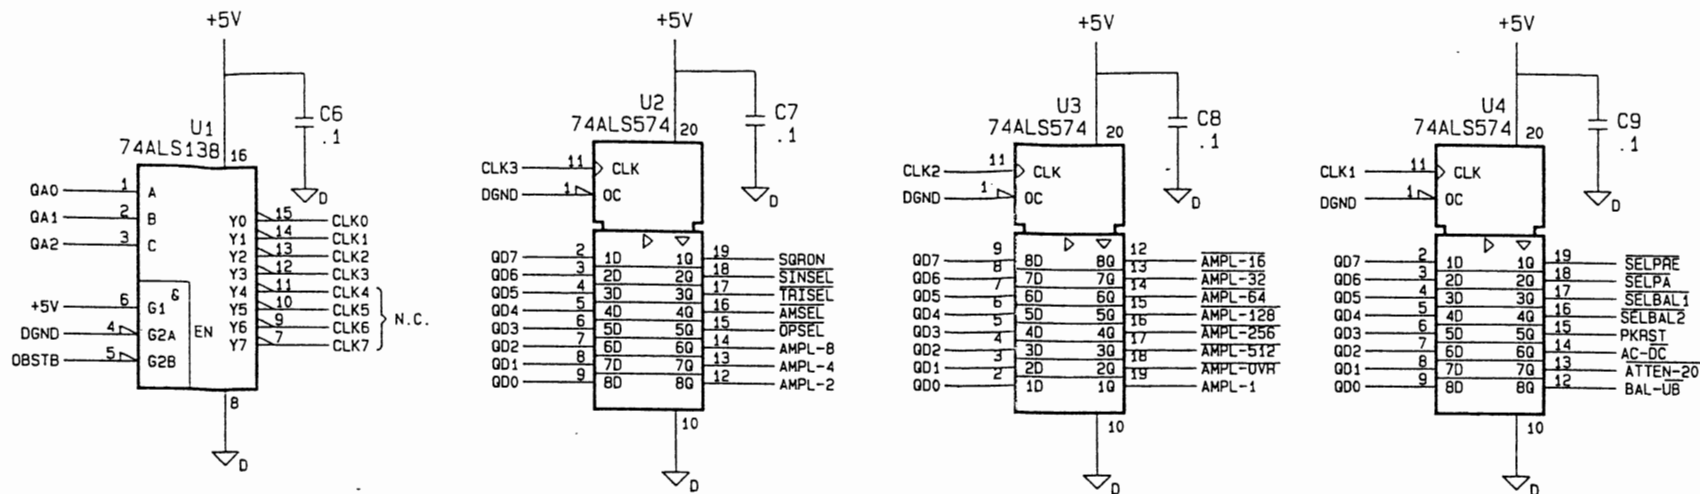 +5V
U1
74ALS138
16
C6
.1
D
QA0 1 A
QA1 2 B
QA2 3 C
Y0 15 CLK0
Y1 14 CLK1
Y2 13 CLK2
Y3 12 CLK3
Y4 11 CLK4
Y5 10 CLK5
Y6 9 CLK6
Y7 7 CLK7
N.C.
&
+5V 6 G1
DGND 4 G2A
OBSTB 5 G2B
EN
8
D
+5V
U2
74ALS574
20
C7
.1
D
CLK3 11 CLK
DGND 1 OC
QD7 2 1D 1Q 19 SQRON
QD6 3 2D 2Q 18 SINSEL
QD5 4 3D 3Q 17 TRISEL
QD4 5 4D 4Q 16 AMSEL
QD3 6 5D 5Q 15 OPSEL
QD2 7 6D 6Q 14 AMPL-8
QD1 8 7D 7Q 13 AMPL-4
QD0 9 8D 8Q 12 AMPL-2
10
D
+5V
U3
74ALS574
20
C8
.1
D
CLK2 11 CLK
DGND 1 OC
QD7 9 8D 8Q 12 AMPL-16
QD6 8 7D 7Q 13 AMPL-32
QD5 7 6D 6Q 14 AMPL-64
QD4 6 5D 5Q 15 AMPL-128
QD3 5 4D 4Q 16 AMPL-256
QD2 4 3D 3Q 17 AMPL-512
QD1 3 2D 2Q 18 AMPL-OVR
QD0 2 1D 1Q 19 AMPL-1
10
D
+5V
U4
74ALS574
20
C9
.1
D
CLK1 11 CLK
DGND 1 OC
QD7 2 1D 1Q 19 SELPRE
QD6 3 2D 2Q 18 SELPA
QD5 4 3D 3Q 17 SELBAL1
QD4 5 4D 4Q 16 SELBAL2
QD3 6 5D 5Q 15 PKRST
QD2 7 6D 6Q 14 AC-DC
QD1 8 7D 7Q 13 ATTEN-20
QD0 9 8D 8Q 12 BAL-UB
10
D